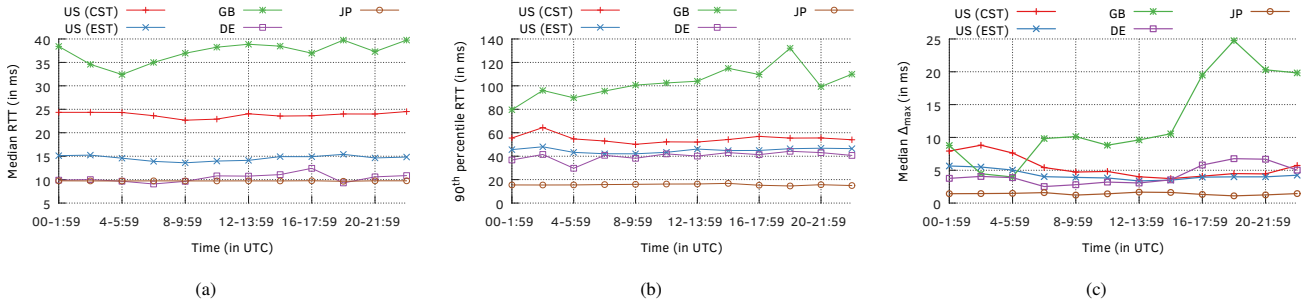 US (CST)
US (EST)
GB
DE
JP
40
35
30
25
20
15
10
5
Median RTT (in ms)
00-1:59 4-5:59 8-9:59 12-13:59 16-17:59 20-21:59
Time (in UTC)
(a)
US (CST)
US (EST)
GB
DE
JP
140
120
100
80
60
40
20
0
90th percentile RTT (in ms)
00-1:59 4-5:59 8-9:59 12-13:59 16-17:59 20-21:59
Time (in UTC)
(b)
US (CST)
US (EST)
GB
DE
JP
25
20
15
10
5
0
Median Δmax (in ms)
00-1:59 4-5:59 8-9:59 12-13:59 16-17:59 20-21:59
Time (in UTC)
(c)